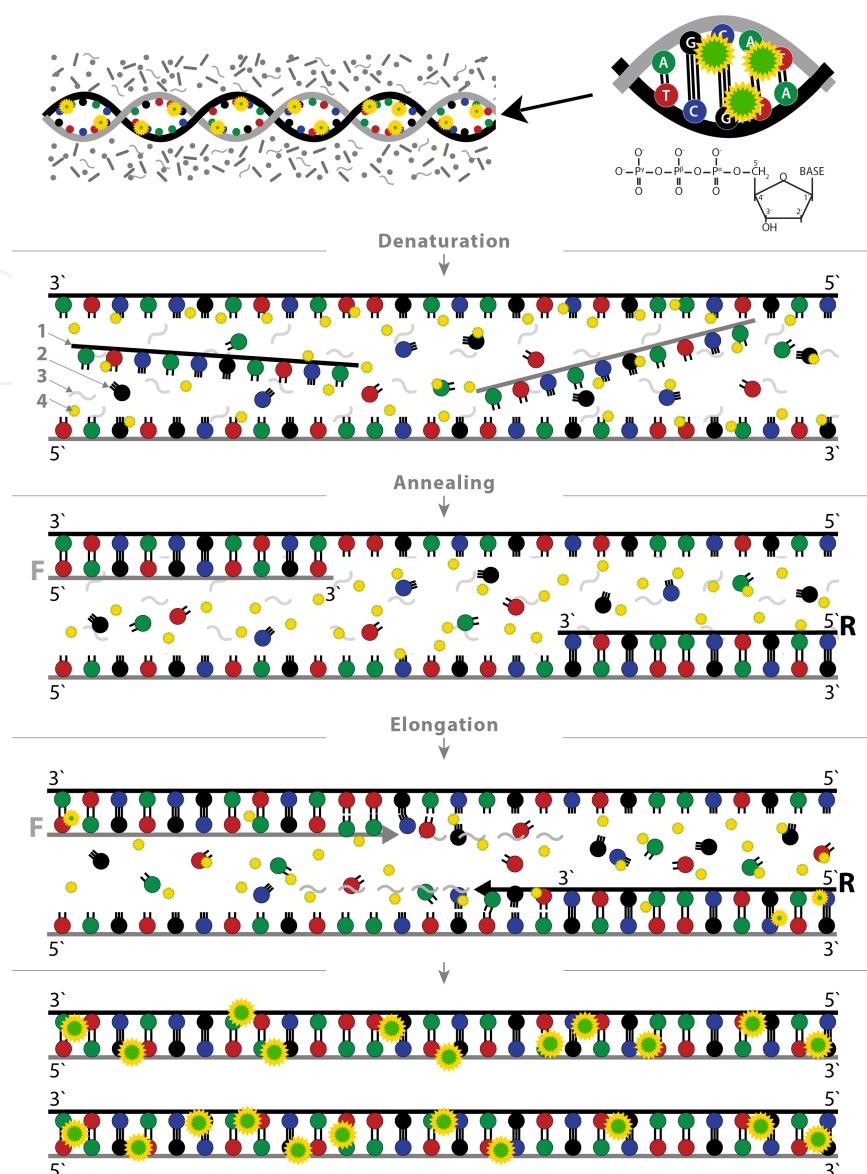 G C A
A T
T C G T A
O⁻ O⁻ O⁻
O⁻ Pᵞ O Pᵝ O Pᵅ O 5` CH₂ O BASE
O O O
4` 1`
3` 2`
OH
Denaturation
3` 5`
1
2
3
4
5` 3`
Annealing
3` 5`
F
5` 3`
3` 5` R
5` 3`
Elongation
3` 5`
F
3` 5` R
5` 3`
3` 5`
5` 3`
3` 5`
5` 3`